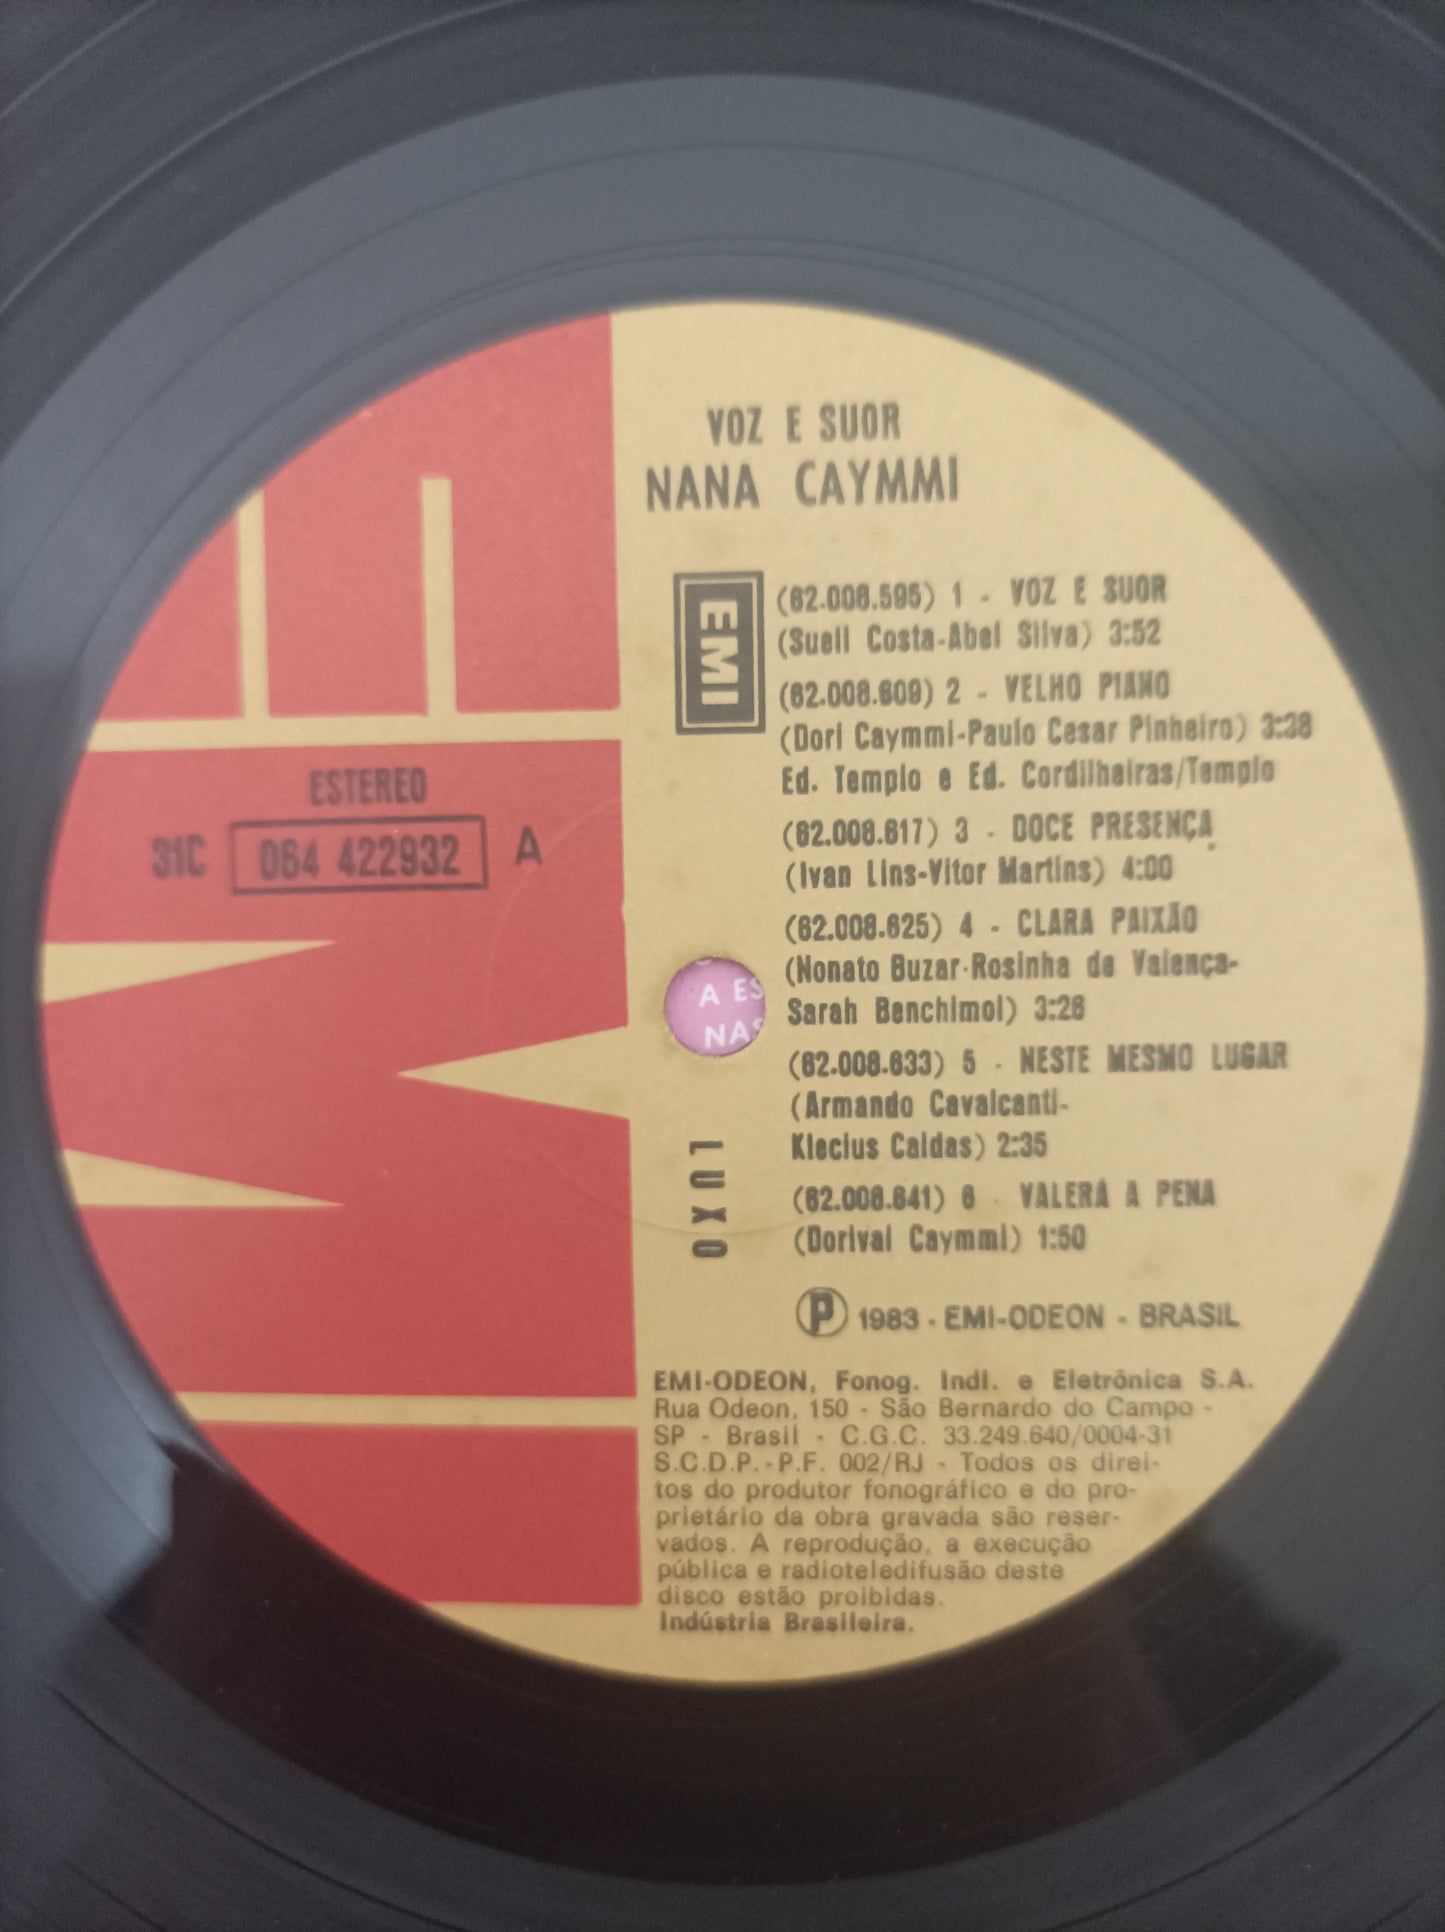 VOZ E SUOR
NANA CAYMMI
EMI
(62.008.595) 1 - VOZ E SUOR
(Sueli Costa-Abel Silva) 3:52
(62.008.609) 2 - VELHO PIANO
(Dori Caymmi-Paulo Cesar Pinheiro) 3:38
Ed. Templo e Ed. Cordilheiras/Templo
(62.008.617) 3 - DOCE PRESENÇA
(Ivan Lins-Vitor Martins) 4:00
(62.008.625) 4 - CLARA PAIXÃO
(Nonato Buzar-Rosinha de Valença-
Sarah Benchimol) 3:26
(62.008.633) 5 - NESTE MESMO LUGAR
(Armando Cavalcanti-
Klecius Caldas) 2:35
(62.008.641) 6 - VALERÁ A PENA
(Dorival Caymmi) 1:50
ESTEREO
31C 064 422932 A
A ES
NAS
LUXO
Ⓟ 1983 - EMI-ODEON - BRASIL
EMI-ODEON, Fonog. Indl. e Eletrônica S.A.
Rua Odeon, 150 - São Bernardo do Campo -
SP - Brasil - C.G.C. 33.249.640/0004-31
S.C.D.P. - P.F. 002/RJ - Todos os direi-
tos do produtor fonográfico e do pro-
prietário da obra gravada são reser-
vados. A reprodução, a execução
pública e radioteledifusão deste
disco estão proibidas.
Indústria Brasileira.